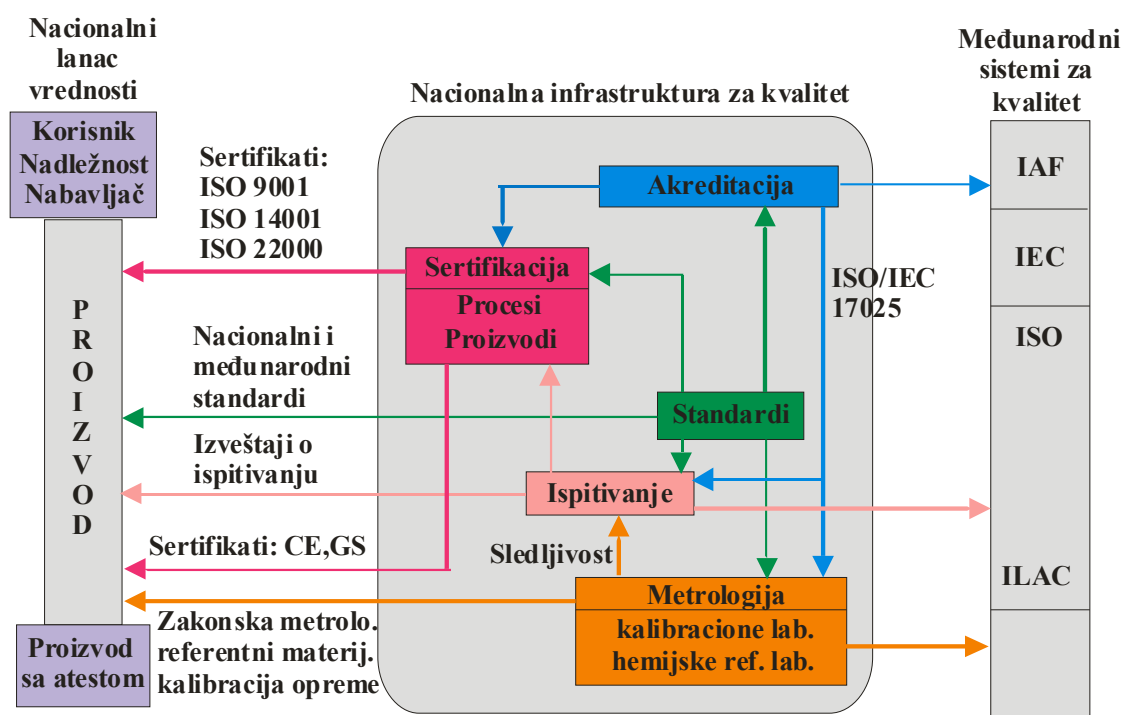 Nacionalni
lanac
vrednosti
Korisnik
Nadležnost
Nabavljač
P
R
O
I
Z
V
O
D
Proizvod
sa atestom
Sertifikati:
ISO 9001
ISO 14001
ISO 22000
Nacionalni i
međunarodni
standardi
Izveštaji o
ispitivanju
Sertifikati: CE,GS
Zakonska metrolo.
referentni materij.
kalibracija opreme
Nacionalna infrastruktura za kvalitet
Akreditacija
Sertifikacija
Procesi
Proizvodi
ISO/IEC
17025
Standardi
Ispitivanje
Sledljivost
Metrologija
kalibracione lab.
hemijske ref. lab.
Međunarodni
sistemi za
kvalitet
IAF
IEC
ISO
ILAC